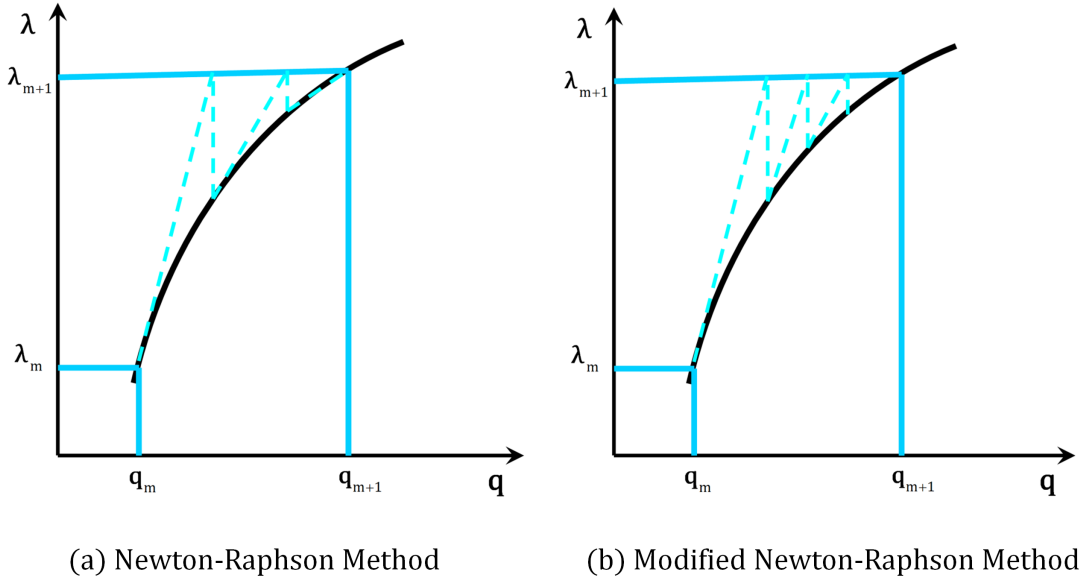 λ
λm+1
λm
qm
qm+1
q
(a) Newton-Raphson Method
λ
λm+1
λm
qm
qm+1
q
(b) Modified Newton-Raphson Method